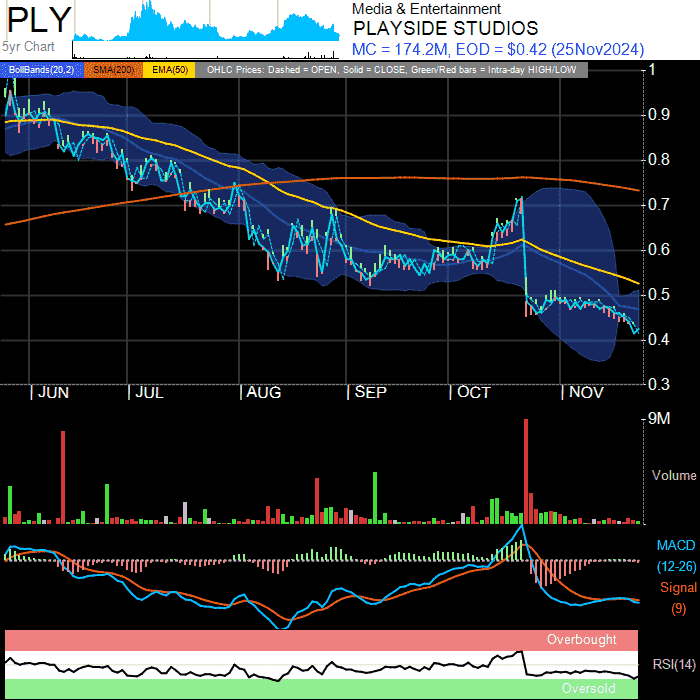 PLY
5yr Chart
Media & Entertainment
PLAYSIDE STUDIOS
MC = 174.2M, EOD = $0.42 (25Nov2024)
BollBands(20,2) SMA(200) EMA(50) OHLC Prices: Dashed = OPEN, Solid = CLOSE, Green/Red bars = Intra-day HIGH/LOW
1
0.9
0.8
0.7
0.6
0.5
0.4
0.3
JUN JUL AUG SEP OCT NOV
9M
Volume
MACD
(12-26)
Signal
(9)
Overbought
RSI(14)
Oversold